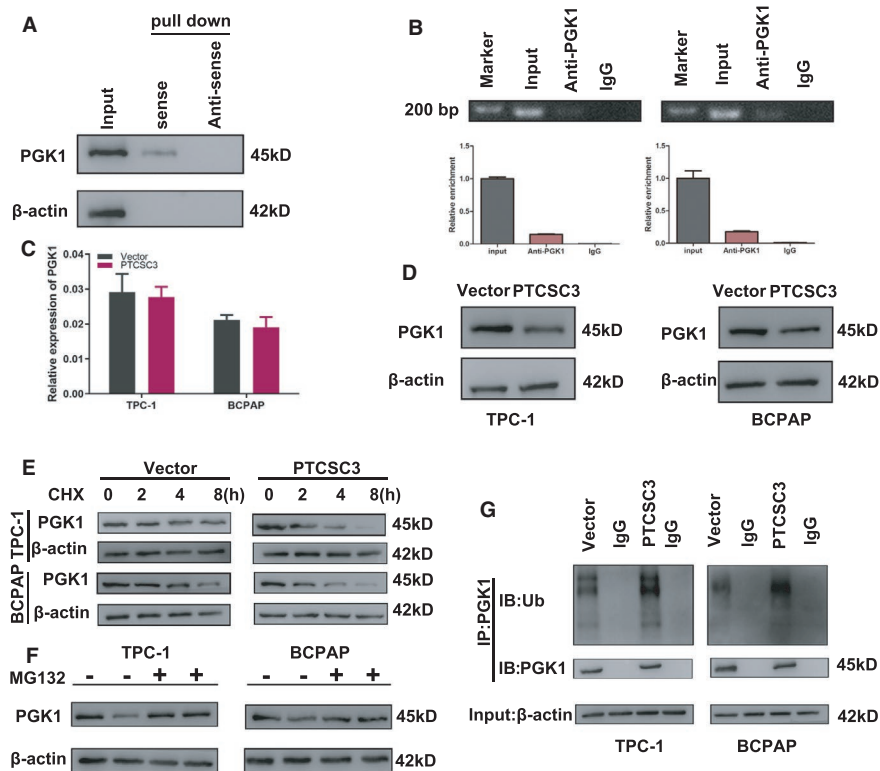 A
pull down
Input
sense
Anti-sense
PGK1
45kD
β-actin
42kD
B
Marker
Input
Anti-PGK1
IgG
Marker
Input
Anti-PGK1
IgG
200 bp
Relative enrichment
1.5
1.0
0.5
0.0
input
Anti-PGK1
IgG
Relative enrichment
1.5
1.0
0.5
0.0
input
Anti-PGK1
IgG
C
Relative expression of PGK1
0.04
0.03
0.02
0.01
0.00
Vector
PTCSC3
TPC-1
BCPAP
D
Vector PTCSC3
PGK1
45kD
β-actin
42kD
TPC-1
Vector PTCSC3
PGK1
45kD
β-actin
42kD
BCPAP
E
Vector
PTCSC3
CHX
0 2 4 8(h)
0 2 4 8(h)
TPC-1
PGK1
45kD
β-actin
42kD
BCPAP
PGK1
45kD
β-actin
42kD
F
TPC-1
BCPAP
MG132
- - + +
- - + +
PGK1
45kD
β-actin
42kD
G
Vector
IgG
PTCSC3
IgG
Vector
IgG
PTCSC3
IgG
IP:PGK1
IB:Ub
IB:PGK1
45kD
Input:β-actin
42kD
TPC-1
BCPAP